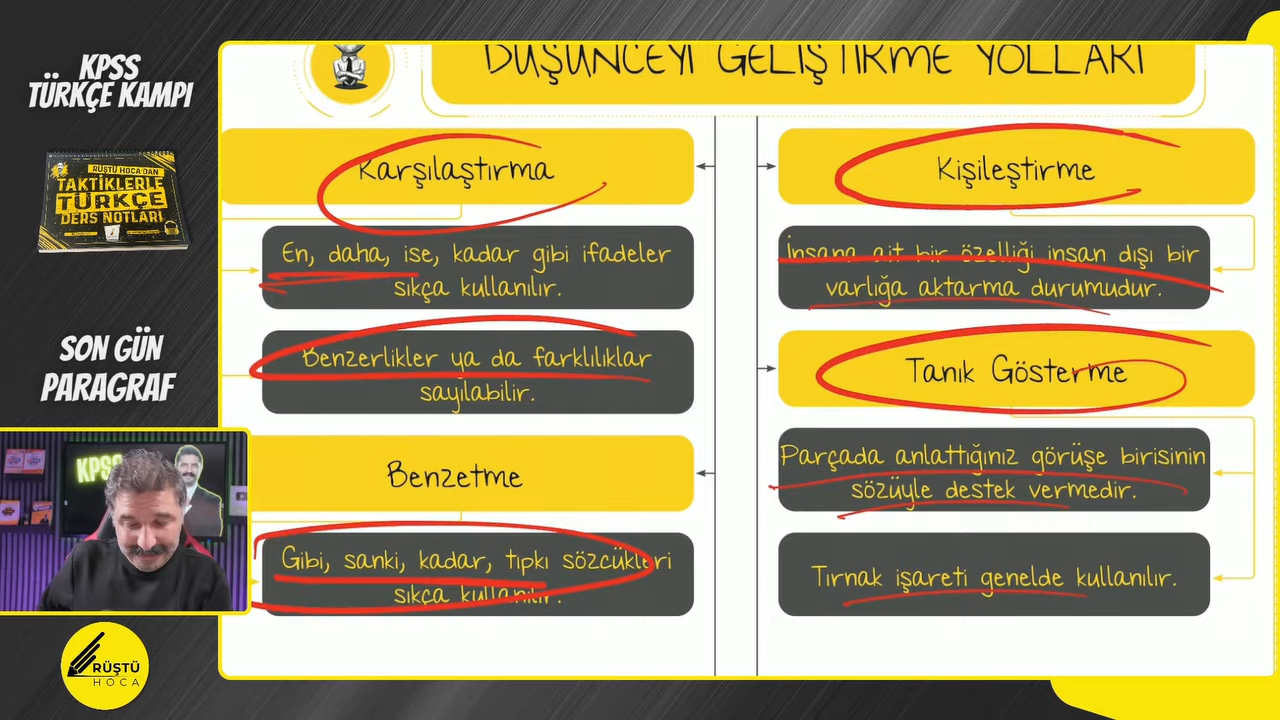 KPSS
TÜRKÇE KAMPI
RÜŞTÜ HOCA'DAN
TAKTİKLERLE
TÜRKÇE
DERS NOTLARI
SON GÜN
PARAGRAF
KPSS
RÜŞTÜ
HOCA
DÜŞÜNCEYİ GELİŞTİRME YOLLARI
Karşılaştırma
En, daha, ise, kadar gibi ifadeler
sıkça kullanılır.
Benzerlikler ya da farklılıklar
sayılabilir.
Benzetme
Gibi, sanki, kadar, tıpkı sözcükleri
sıkça kullanılır.
Kişileştirme
İnsana ait bir özelliği insan dışı bir
varlığa aktarma durumudur.
Tanık Gösterme
Parçada anlattığınız görüşe birisinin
sözüyle destek vermedir.
Tırnak işareti genelde kullanılır.